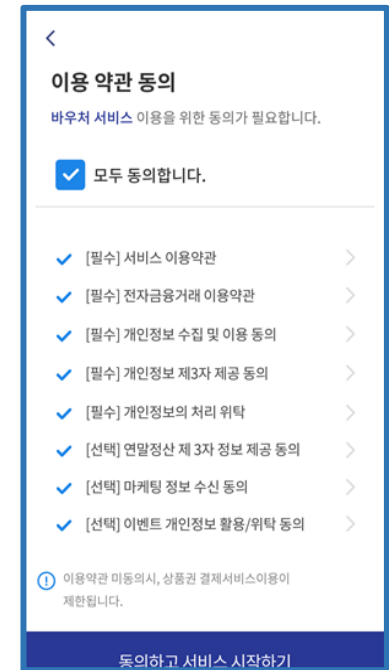 이용 약관 동의
바우처 서비스 이용을 위한 동의가 필요합니다.
모두 동의합니다.
[필수] 서비스 이용약관
[필수] 전자금융거래 이용약관
[필수] 개인정보 수집 및 이용 동의
[필수] 개인정보 제3자 제공 동의
[필수] 개인정보의 처리 위탁
[선택] 연말정산 제 3자 정보 제공 동의
[선택] 마케팅 정보 수신 동의
[선택] 이벤트 개인정보 활용/위탁 동의
이용약관 미동의시, 상품권 결제서비스이용이
제한됩니다.
동의하고 서비스 시작하기